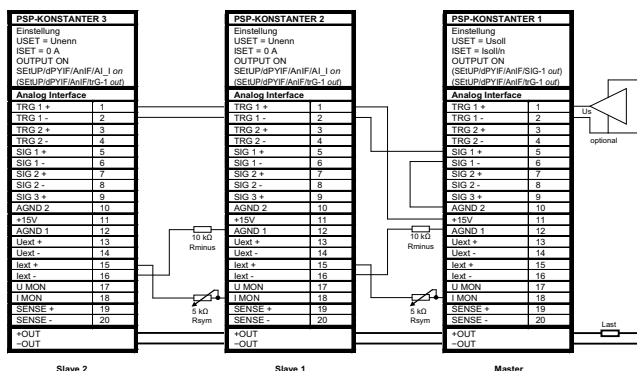 PSP-KONSTANTER 3
Einstellung
USET = Unenn
ISET = 0 A
OUTPUT ON
SEtUP/dPYIF/AnIF/AI_I on
(SEtUP/dPYIF/AnIF/trG-1 out)
Analog Interface
TRG 1 + 1
TRG 1 - 2
TRG 2 + 3
TRG 2 - 4
SIG 1 + 5
SIG 1 - 6
SIG 2 + 7
SIG 2 - 8
SIG 3 + 9
AGND 2 10
+15V 11
AGND 1 12
Uext + 13
Uext - 14
Iext + 15
Iext - 16
U MON 17
I MON 18
SENSE + 19
SENSE - 20
+OUT
−OUT
Slave 2
10 kΩ
Rminus
5 kΩ
Rsym
PSP-KONSTANTER 2
Einstellung
USET = Unenn
ISET = 0 A
OUTPUT ON
SEtUP/dPYIF/AnIF/AI_I on
(SEtUP/dPYIF/AnIF/trG-1 out)
Analog Interface
TRG 1 + 1
TRG 1 - 2
TRG 2 + 3
TRG 2 - 4
SIG 1 + 5
SIG 1 - 6
SIG 2 + 7
SIG 2 - 8
SIG 3 + 9
AGND 2 10
+15V 11
AGND 1 12
Uext + 13
Uext - 14
Iext + 15
Iext - 16
U MON 17
I MON 18
SENSE + 19
SENSE - 20
+OUT
−OUT
Slave 1
10 kΩ
Rminus
5 kΩ
Rsym
PSP-KONSTANTER 1
Einstellung
USET = Usoll
ISET = Isoll/n
OUTPUT ON
(SEtUP/dPYIF/AnIF/SIG-1 out)
(SEtUP/dPYIF/AnIF/trG-1 out)
Analog Interface
TRG 1 + 1
TRG 1 - 2
TRG 2 + 3
TRG 2 - 4
SIG 1 + 5
SIG 1 - 6
SIG 2 + 7
SIG 2 - 8
SIG 3 + 9
AGND 2 10
+15V 11
AGND 1 12
Uext + 13
Uext - 14
Iext + 15
Iext - 16
U MON 17
I MON 18
SENSE + 19
SENSE - 20
+OUT
−OUT
Master
Us
optional
Last